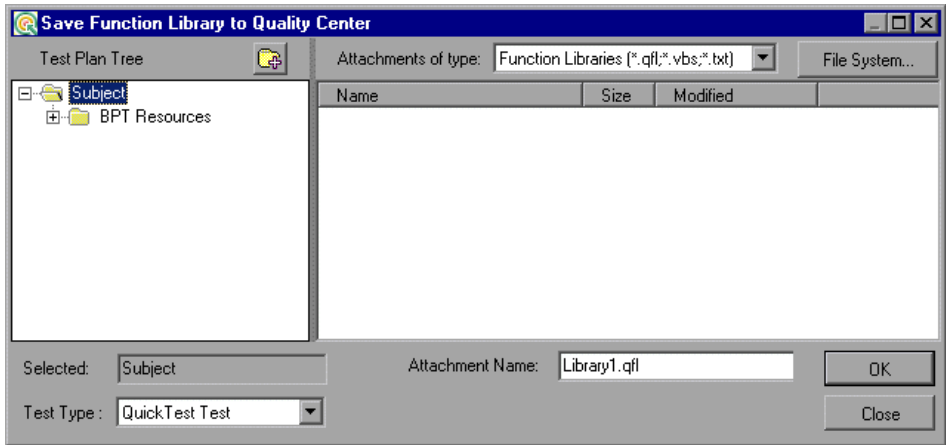 Save Function Library to Quality Center
Test Plan Tree
Attachments of type: Function Libraries (*.qfl;*.vbs;*.txt) File System...
Subject
BPT Resources
Name Size Modified
Selected: Subject
Attachment Name: Library1.qfl
OK
Test Type : QuickTest Test
Close